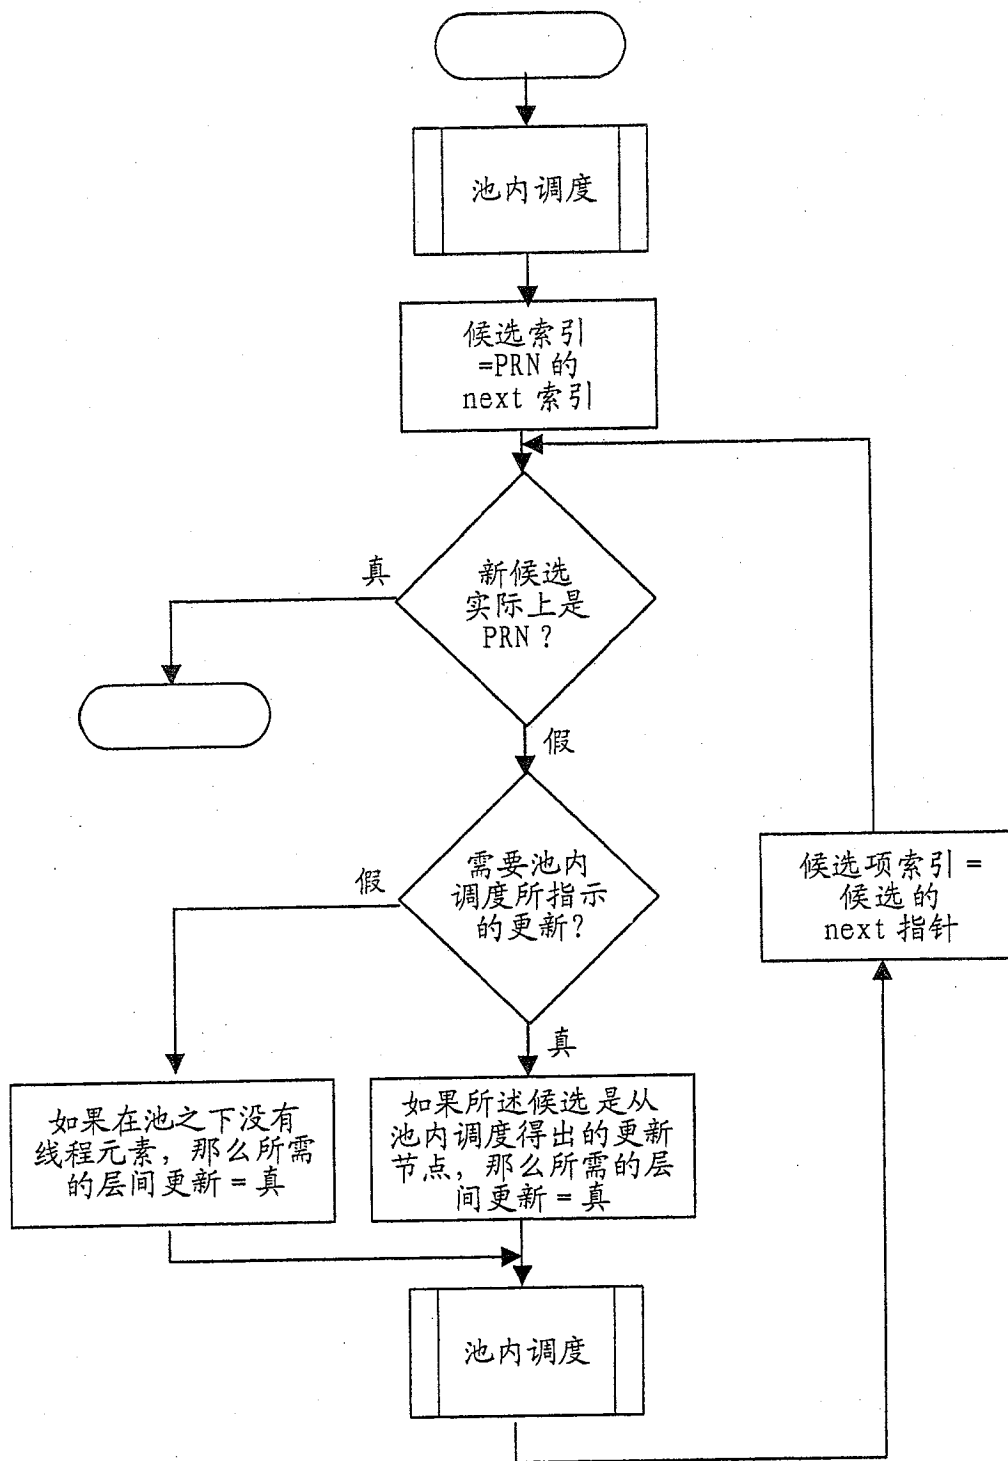 池内调度
候选索引
=PRN 的
next 索引
新候选
实际上是
PRN？
真
假
需要池内
调度所指示
的更新？
假
真
候选项索引 =
候选的
next 指针
如果在池之下没有
线程元素，那么所需
的层间更新 = 真
如果所述候选是从
池内调度得出的更新
节点，那么所需的层
间更新 = 真
池内调度